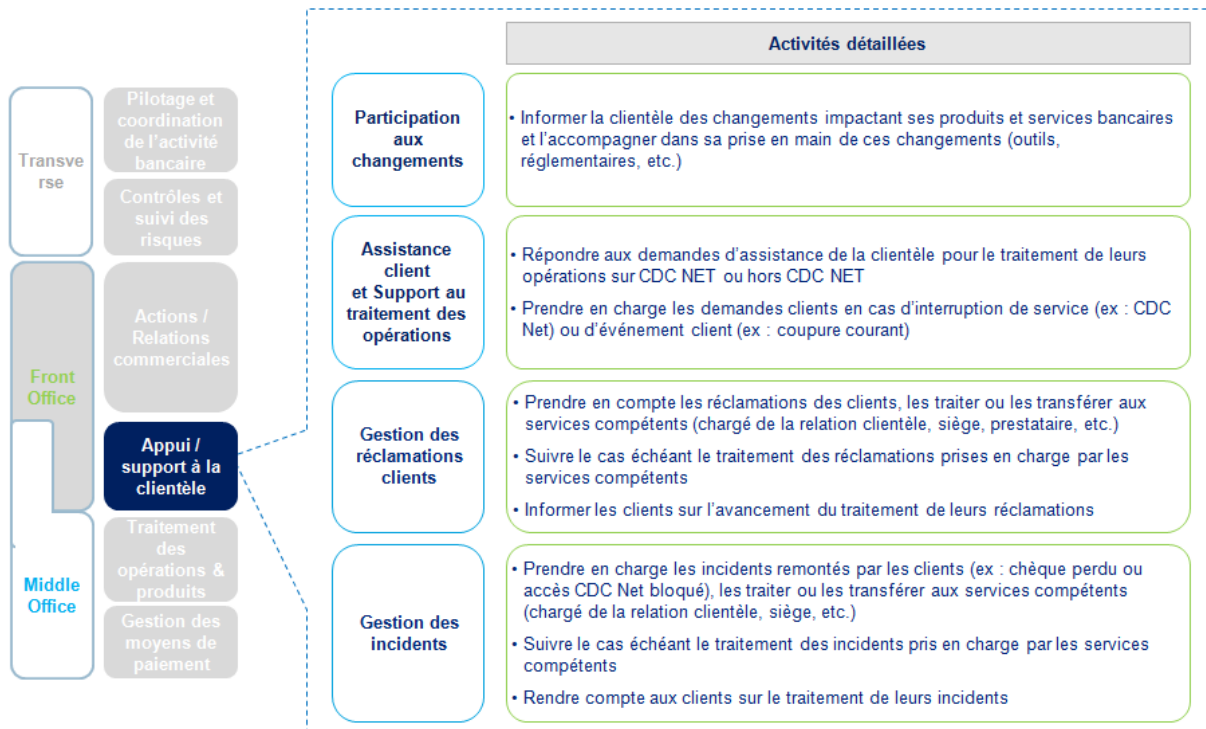 Activités détaillées
Transve
rse
Pilotage et
coordination
de l'activité
bancaire
Contrôles et
suivi des
risques
Front
Office
Actions /
Relations
commerciales
Appui /
support à la
clientèle
Middle
Office
Traitement
des
opérations &
produits
Gestion des
moyens de
paiement
Participation
aux
changements
• Informer la clientèle des changements impactant ses produits et services bancaires
et l'accompagner dans sa prise en main de ces changements (outils,
réglementaires, etc.)
Assistance
client
et Support au
traitement des
opérations
• Répondre aux demandes d'assistance de la clientèle pour le traitement de leurs
opérations sur CDC NET ou hors CDC NET
• Prendre en charge les demandes clients en cas d'interruption de service (ex : CDC
Net) ou d'événement client (ex : coupure courant)
Gestion des
réclamations
clients
• Prendre en compte les réclamations des clients, les traiter ou les transférer aux
services compétents (chargé de la relation clientèle, siège, prestataire, etc.)
• Suivre le cas échéant le traitement des réclamations prises en charge par les
services compétents
• Informer les clients sur l'avancement du traitement de leurs réclamations
Gestion des
incidents
• Prendre en charge les incidents remontés par les clients (ex : chèque perdu ou
accès CDC Net bloqué), les traiter ou les transférer aux services compétents
(chargé de la relation clientèle, siège, etc.)
• Suivre le cas échéant le traitement des incidents pris en charge par les services
compétents
• Rendre compte aux clients sur le traitement de leurs incidents